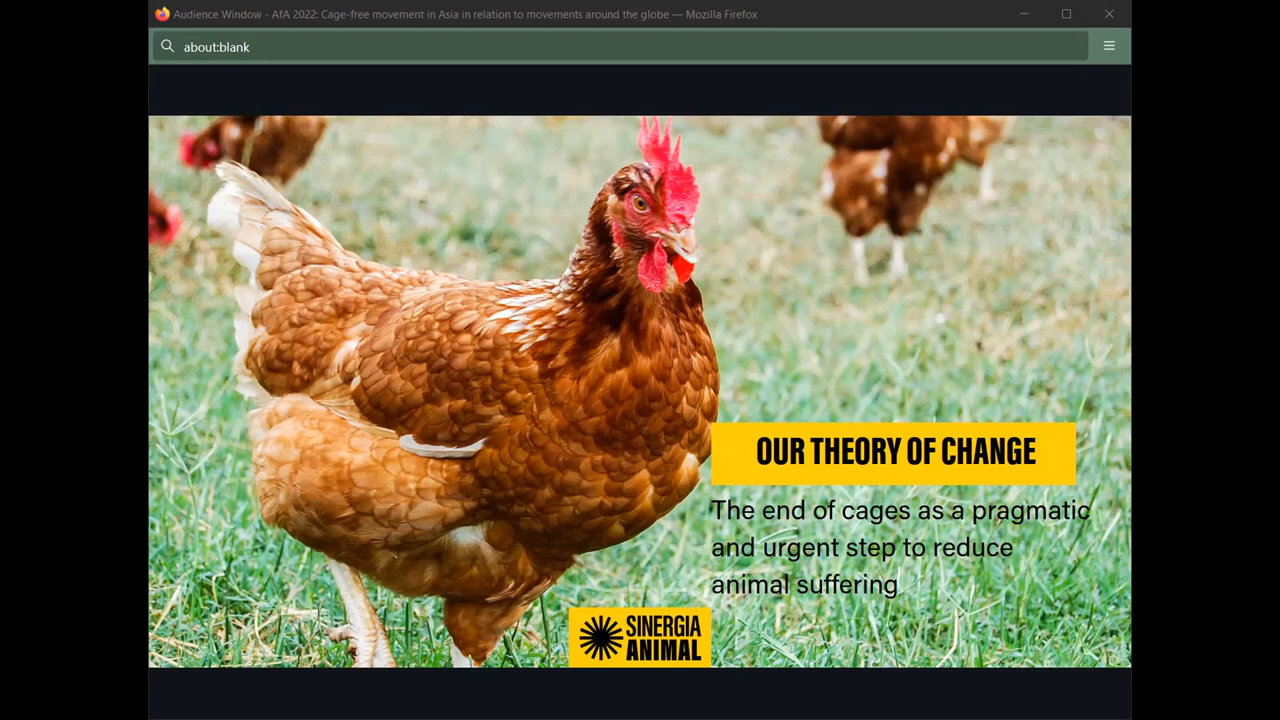 Audience Window - AfA 2022: Cage-free movement in Asia in relation to movements around the globe — Mozilla Firefox
about:blank
OUR THEORY OF CHANGE
The end of cages as a pragmatic
and urgent step to reduce
animal suffering
SINERGIA
ANIMAL